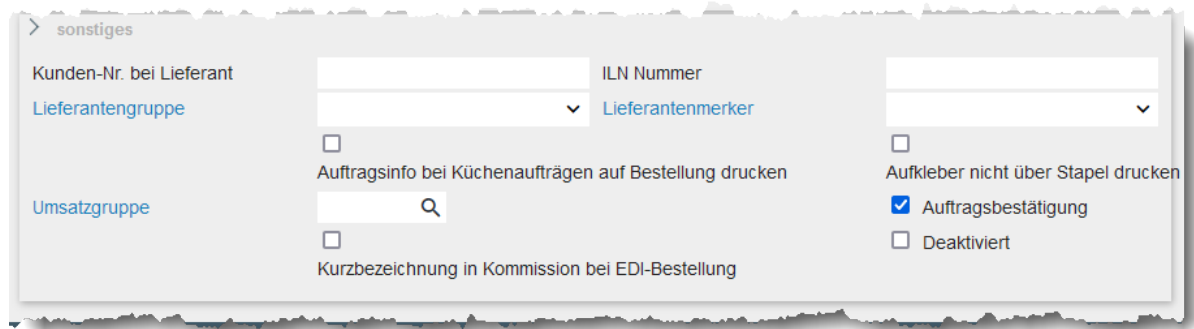 sonstiges
Kunden-Nr. bei Lieferant
ILN Nummer
Lieferantengruppe
Lieferantenmerker
Auftragsinfo bei Küchenaufträgen auf Bestellung drucken
Aufkleber nicht über Stapel drucken
Umsatzgruppe
Auftragsbestätigung
Deaktiviert
Kurzbezeichnung in Kommission bei EDI-Bestellung